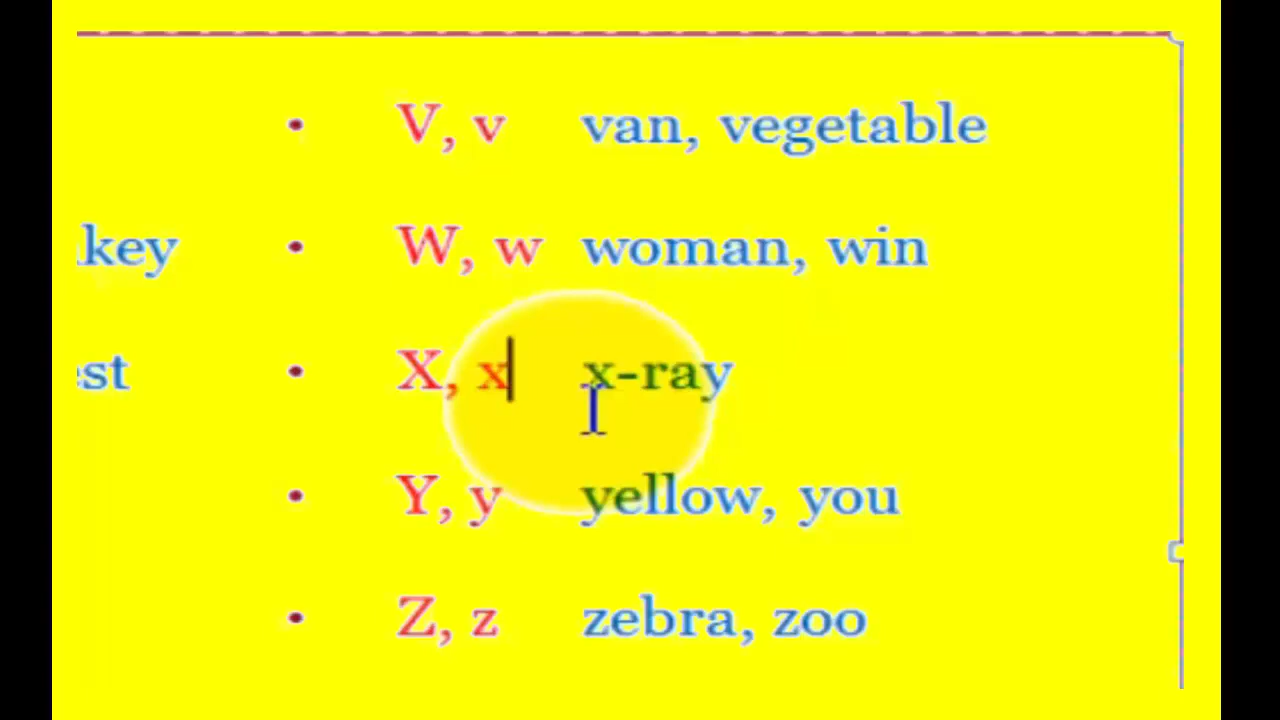 • V, v van, vegetable
key • W, w woman, win
st • X, x x-ray
• Y, y yellow, you
• Z, z zebra, zoo